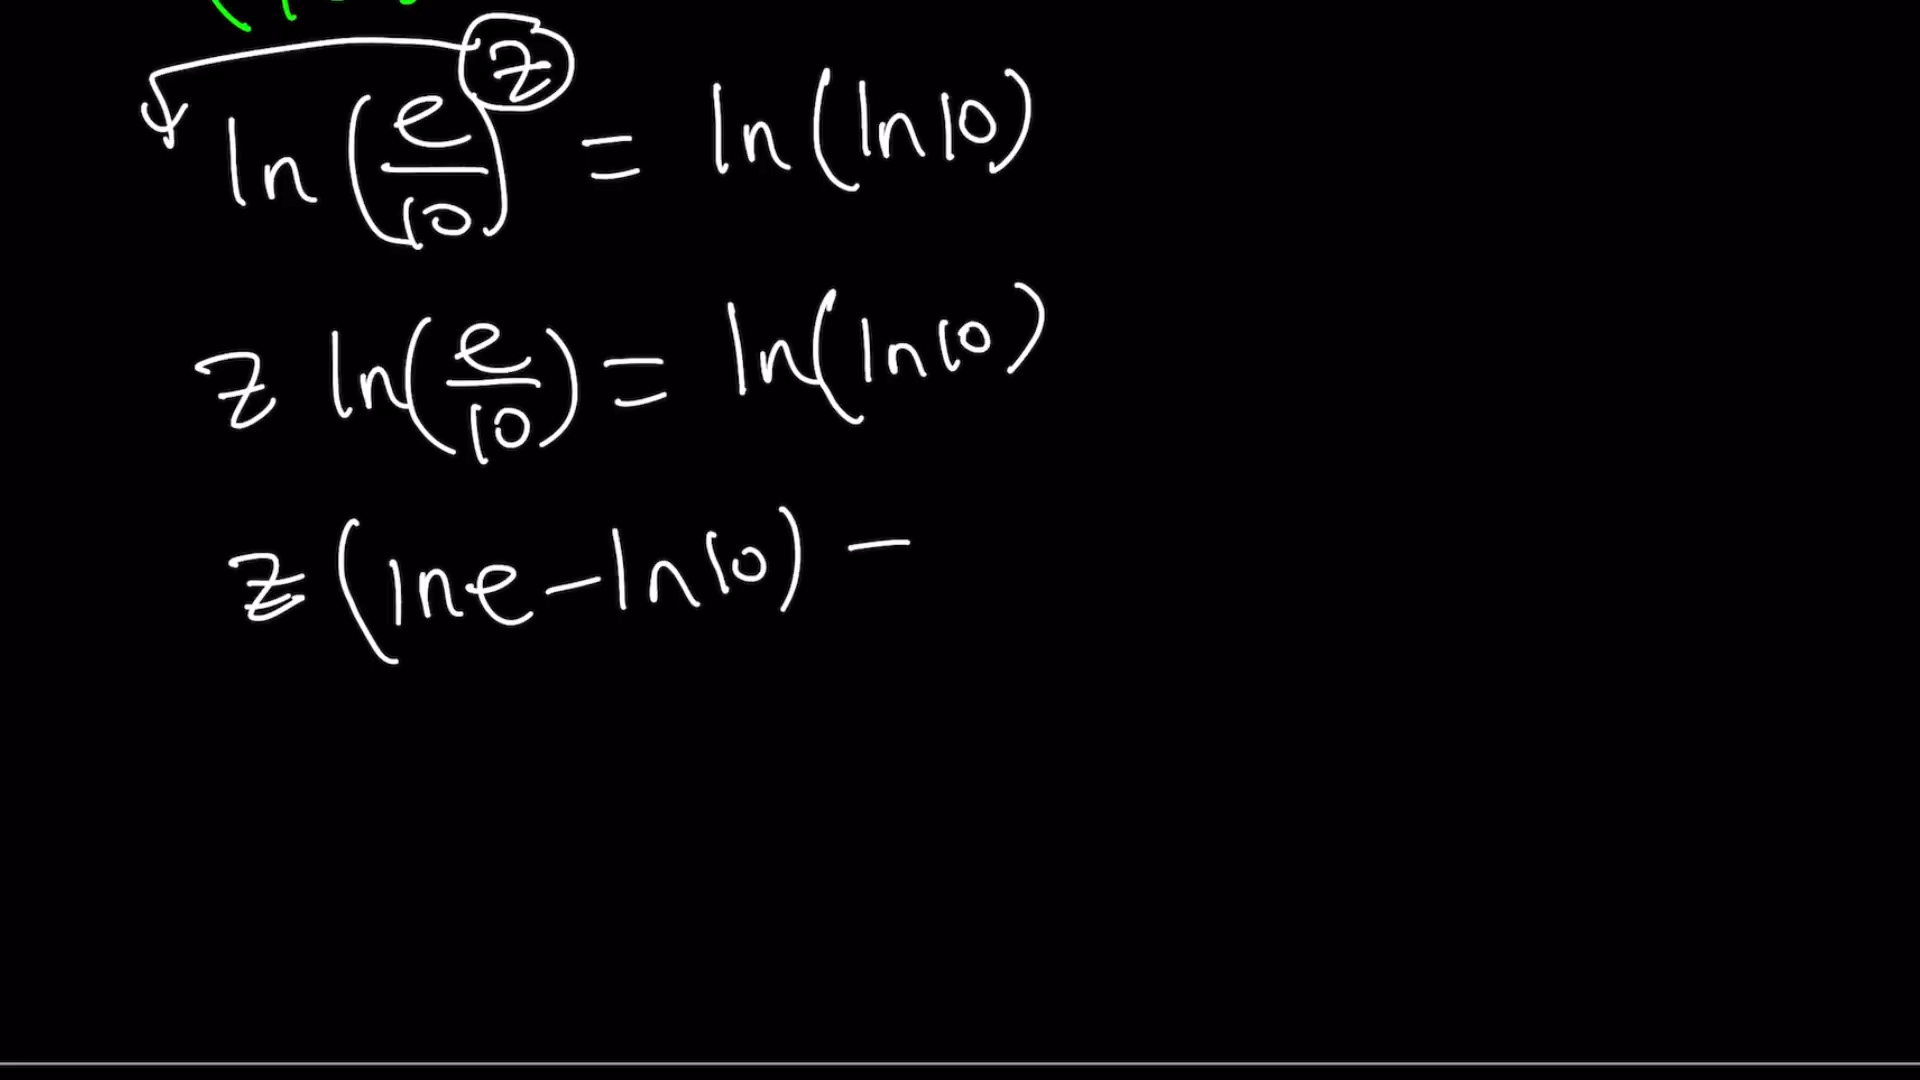 ln(e/10)^z = ln(ln10)
z ln(e/10) = ln(ln10)
z(lne-ln10) -